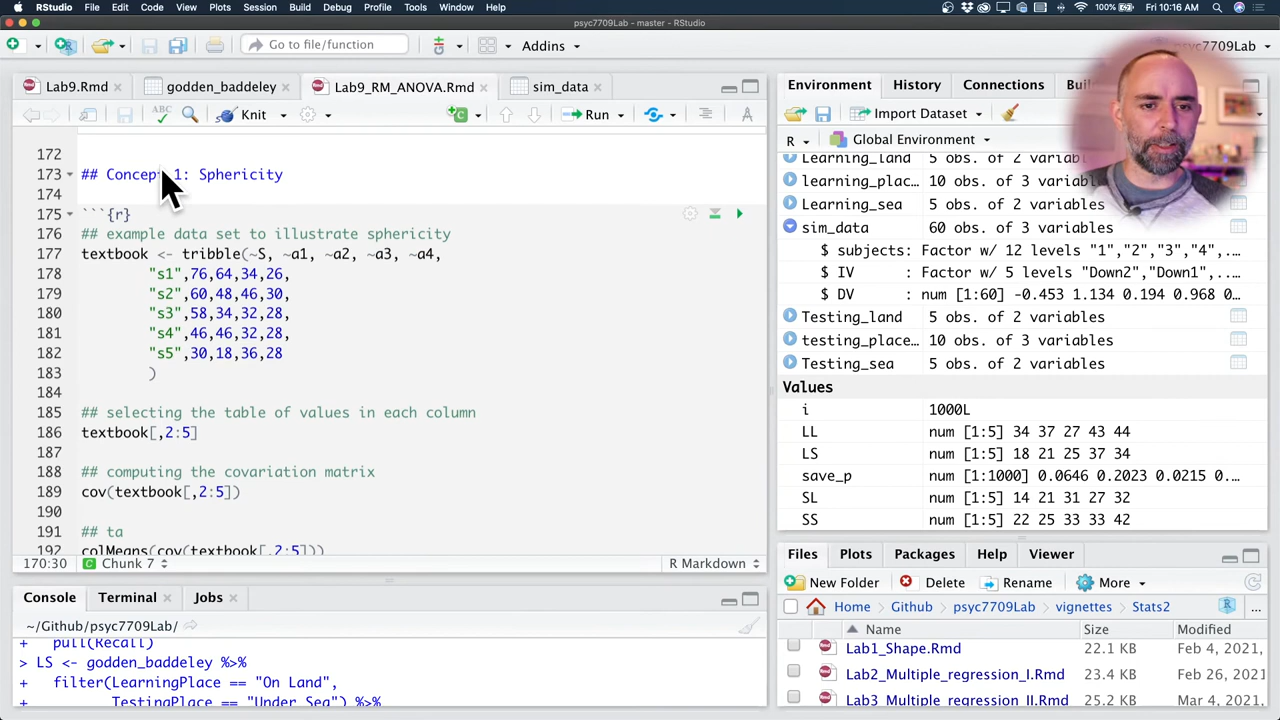 RStudio File Edit Code View Plots Session Build Debug Profile Tools Window Help 100% Fri Oct 8 10:16 AM
psyc7709Lab - master - RStudio
Go to file/function Addins psyc7709Lab
Lab9.Rmd godden_baddeley Lab9_RM_ANOVA.Rmd sim_data
ABC Knit Run
172
173 ## Concept 1: Sphericity
174
175 ```{r}
176 ## example data set to illustrate sphericity
177 textbook <- tribble(~S, ~a1, ~a2, ~a3, ~a4,
178 "s1",76,64,34,26,
179 "s2",60,48,46,30,
180 "s3",58,34,32,28,
181 "s4",46,46,32,28,
182 "s5",30,18,36,28
183 )
184
185 ## selecting the table of values in each column
186 textbook[,2:5]
187
188 ## computing the covariation matrix
189 cov(textbook[,2:5])
190
191 ## ta
192 colMeans(cov(textbook[,2:5]))
170:30 Chunk 7 R Markdown
Console Terminal Jobs
~/Github/psyc7709Lab/
+ pull(Recall)
> LS <- godden_baddeley %>%
+ filter(LearningPlace == "On Land",
+ TestingPlace == "Under Sea") %>%
Environment History Connections
Import Dataset
R Global Environment
Learning_land 5 obs. of 2 variables
learning_plac… 10 obs. of 3 variables
Learning_sea 5 obs. of 2 variables
sim_data 60 obs. of 3 variables
$ subjects: Factor w/ 12 levels "1","2","3","4",..
$ IV : Factor w/ 5 levels "Down2","Down1",..
$ DV : num [1:60] -0.453 1.134 0.194 0.968 0…
Testing_land 5 obs. of 2 variables
testing_place… 10 obs. of 3 variables
Testing_sea 5 obs. of 2 variables
Values
i 1000L
LL num [1:5] 34 37 27 43 44
LS num [1:5] 18 21 25 37 34
save_p num [1:1000] 0.0646 0.2023 0.0215 0…
SL num [1:5] 14 21 31 27 32
SS num [1:5] 22 25 33 33 42
Files Plots Packages Help Viewer
New Folder Delete Rename More
Home Github psyc7709Lab vignettes Stats2 …
Name Size Modified
Lab1_Shape.Rmd 22.1 KB Feb 4, 2021,
Lab2_Multiple_regression_I.Rmd 23.4 KB Feb 26, 2021,
Lab3_Multiple_regression_II.Rmd 25.2 KB Mar 4, 2021,